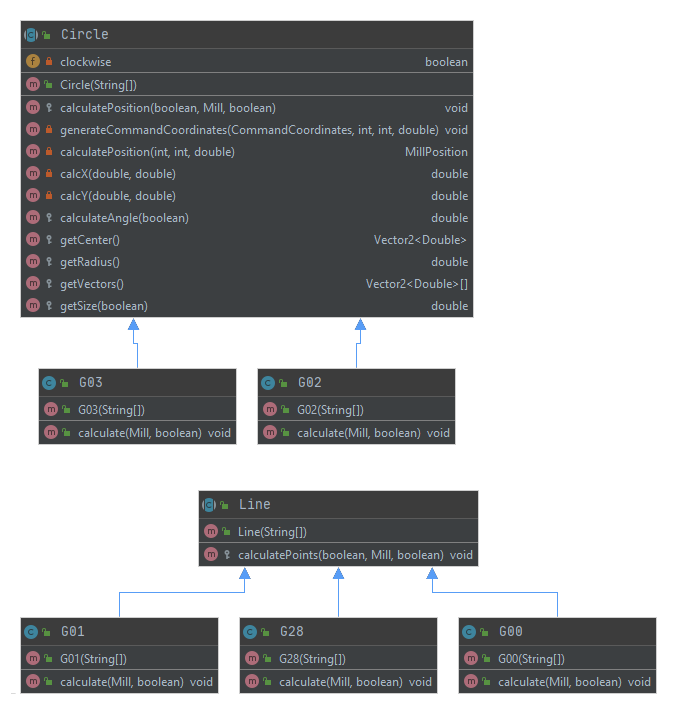 Circle
clockwise boolean
Circle(String[])
calculatePosition(boolean, Mill, boolean) void
generateCommandCoordinates(CommandCoordinates, int, int, double) void
calculatePosition(int, int, double) MillPosition
calcX(double, double) double
calcY(double, double) double
calculateAngle(boolean) double
getCenter() Vector2<Double>
getRadius() double
getVectors() Vector2<Double>[]
getSize(boolean) double
G03
G03(String[])
calculate(Mill, boolean) void
G02
G02(String[])
calculate(Mill, boolean) void
Line
Line(String[])
calculatePoints(boolean, Mill, boolean) void
G01
G01(String[])
calculate(Mill, boolean) void
G28
G28(String[])
calculate(Mill, boolean) void
G00
G00(String[])
calculate(Mill, boolean) void